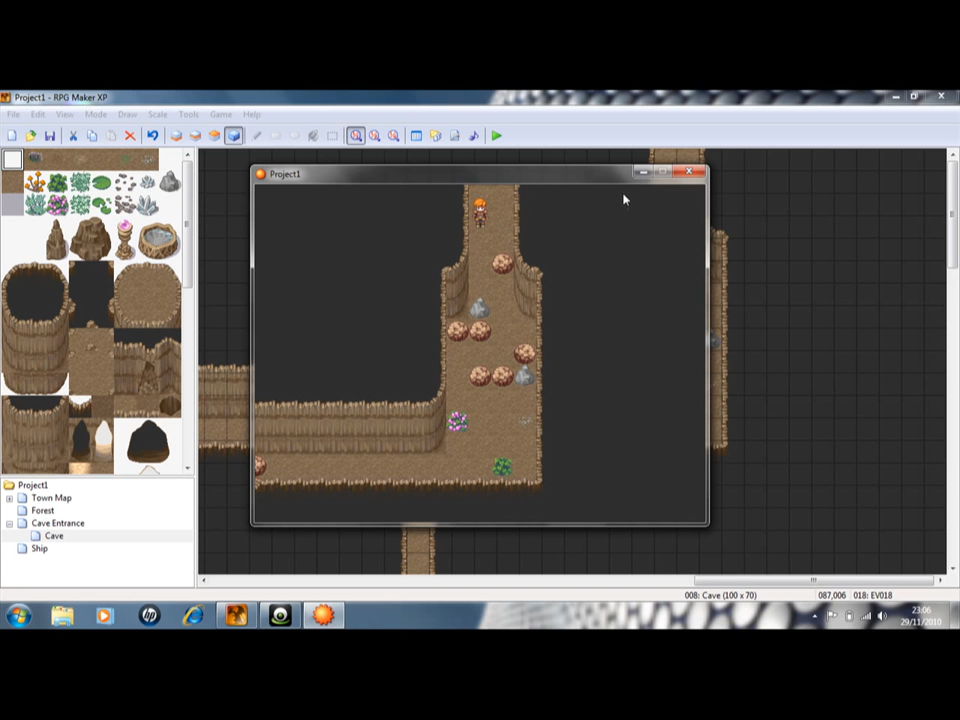 Project1 - RPG Maker XP
File Edit View Mode Draw Scale Tools Game Help
Project1
Project1
Town Map
Forest
Cave Entrance
Cave
Ship
008: Cave (100 x 70) 087,006 018: EV018
23:06
29/11/2010